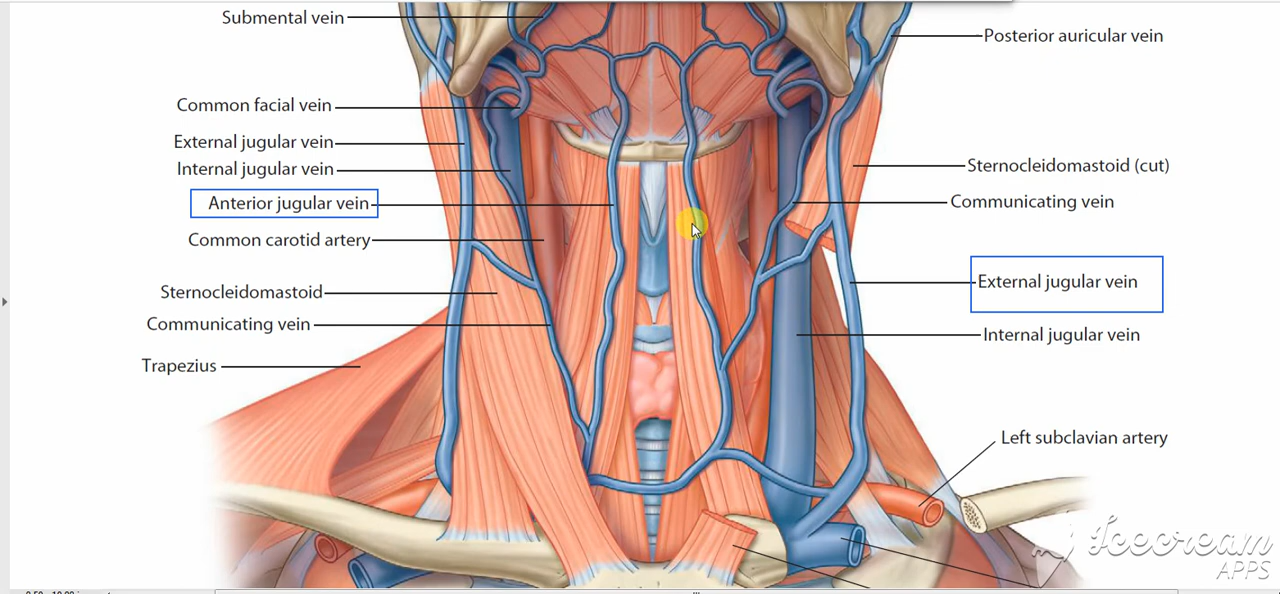 Submental vein
Common facial vein
External jugular vein
Internal jugular vein
Anterior jugular vein
Common carotid artery
Sternocleidomastoid
Communicating vein
Trapezius
Posterior auricular vein
Sternocleidomastoid (cut)
Communicating vein
External jugular vein
Internal jugular vein
Left subclavian artery
Icecream
APPS